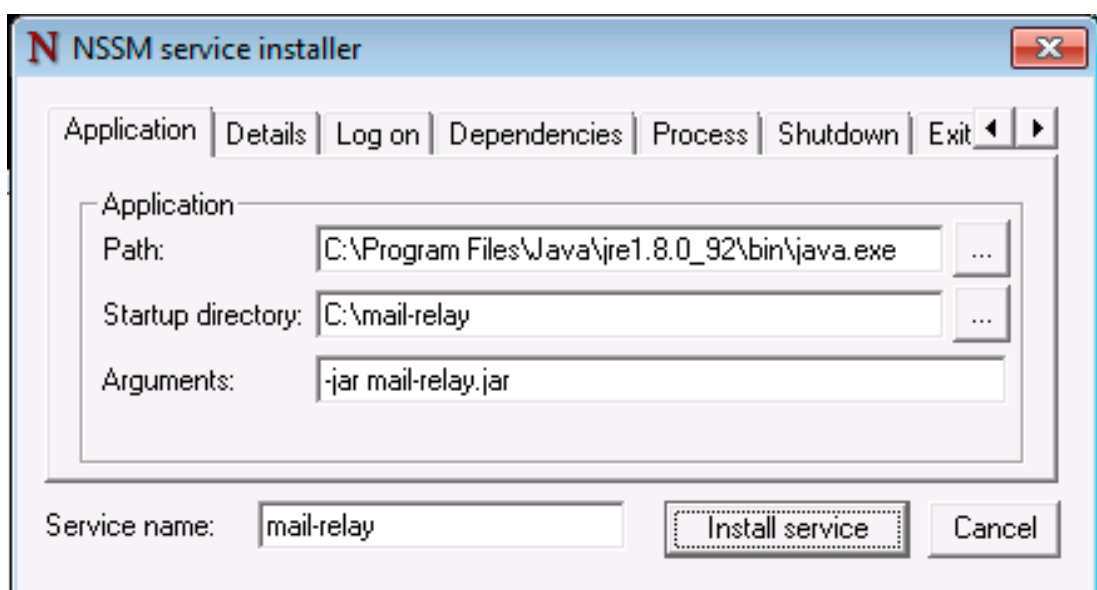 N NSSM service installer
Application Details Log on Dependencies Process Shutdown Exit
Application
Path: C:\Program Files\Java\jre1.8.0_92\bin\java.exe ...
Startup directory: C:\mail-relay ...
Arguments: -jar mail-relay.jar
Service name: mail-relay Install service Cancel